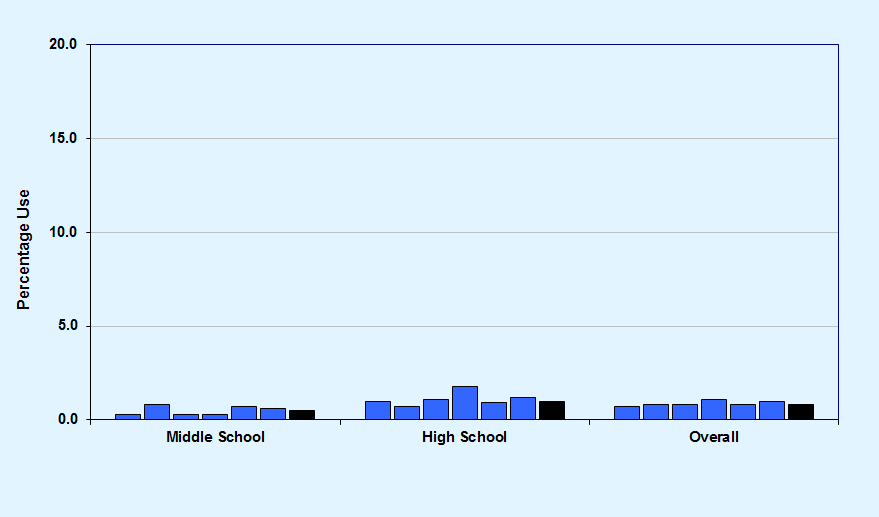 20.0
15.0
10.0
5.0
0.0
Percentage Use
Middle School
High School
Overall